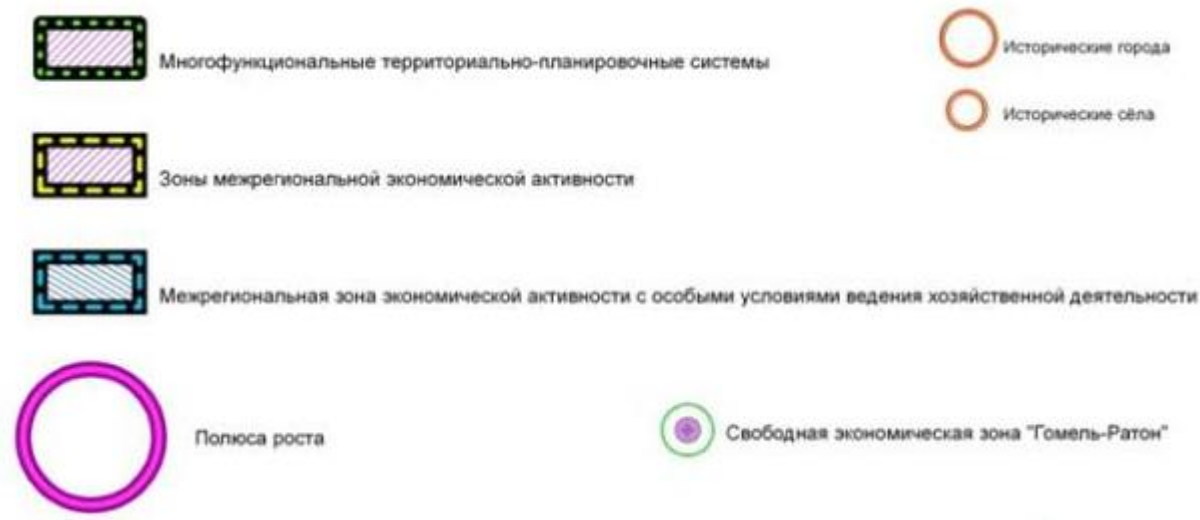 Многофункциональные территориально-планировочные системы
Исторические города
Исторические сёла
Зоны межрегиональной экономической активности
Межрегиональная зона экономической активности с особыми условиями ведения хозяйственной деятельности
Полюса роста
Свободная экономическая зона "Гомель-Ратон"